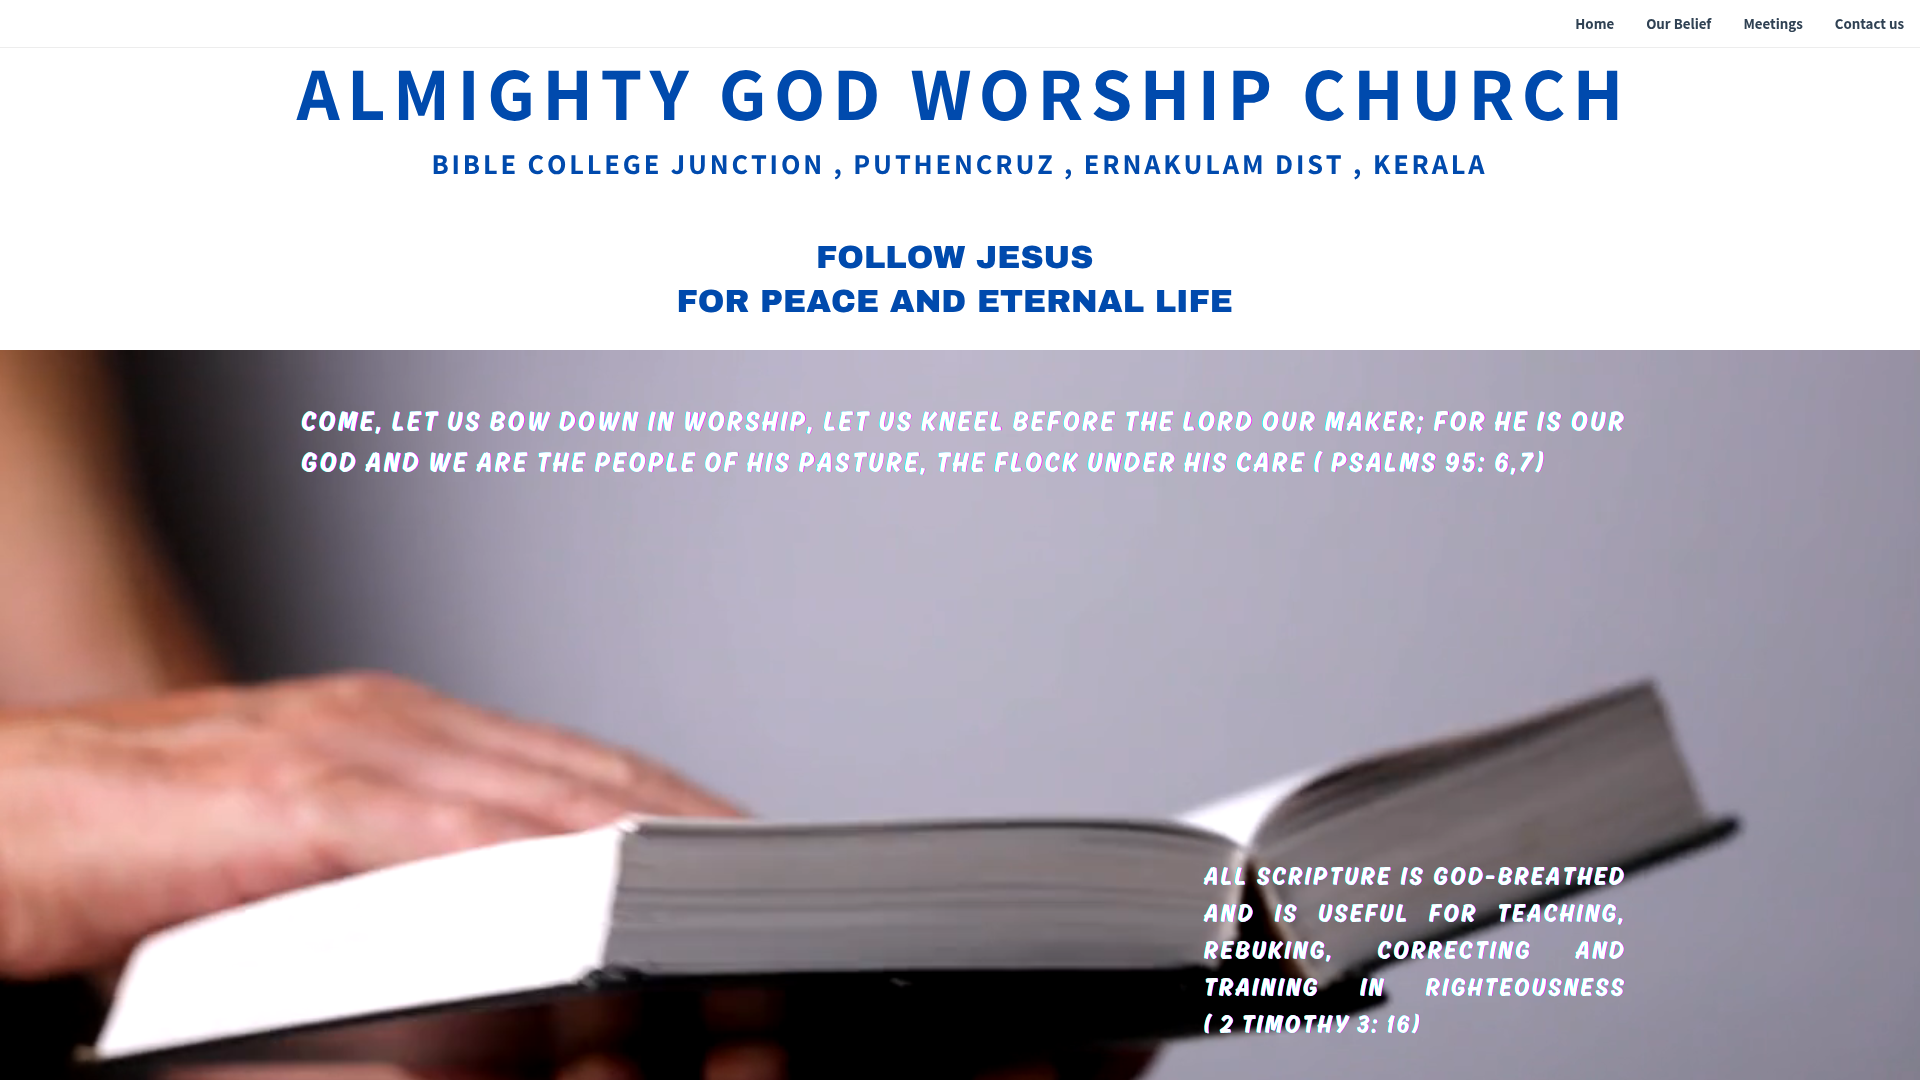 Home Our Belief Meetings Contact us
ALMIGHTY GOD WORSHIP CHURCH
BIBLE COLLEGE JUNCTION , PUTHENCRUZ , ERNAKULAM DIST , KERALA
FOLLOW JESUS
FOR PEACE AND ETERNAL LIFE
COME, LET US BOW DOWN IN WORSHIP, LET US KNEEL BEFORE THE LORD OUR MAKER; FOR HE IS OUR
GOD AND WE ARE THE PEOPLE OF HIS PASTURE, THE FLOCK UNDER HIS CARE ( PSALMS 95: 6,7)
ALL SCRIPTURE IS GOD-BREATHED
AND IS USEFUL FOR TEACHING,
REBUKING, CORRECTING AND
TRAINING IN RIGHTEOUSNESS
( 2 TIMOTHY 3: 16)